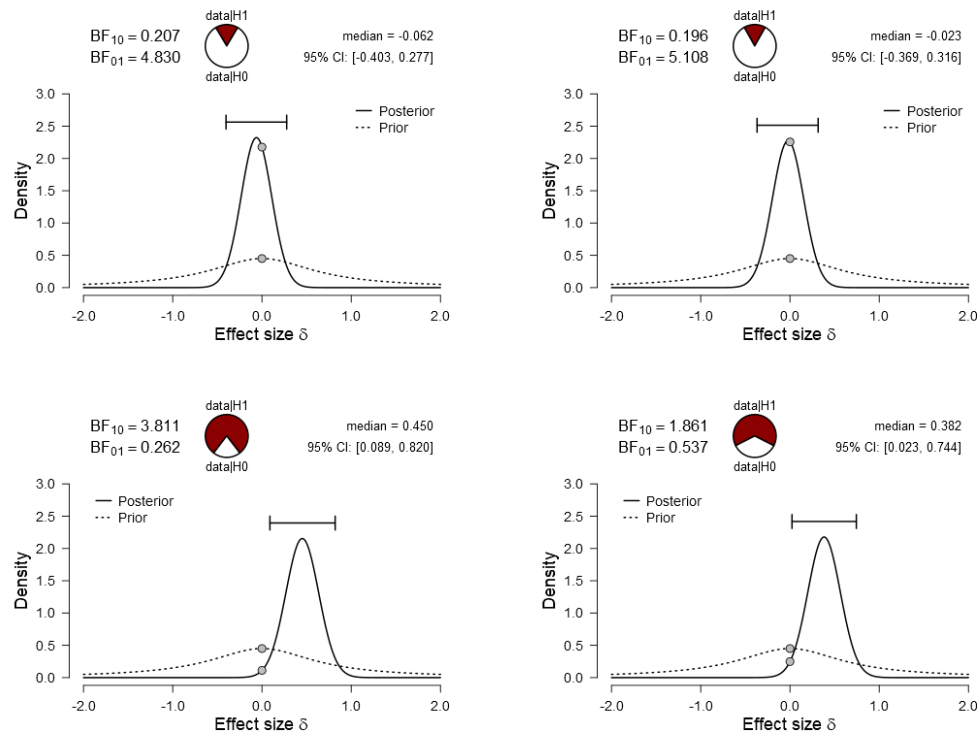 data|H1
BF10 = 0.207
BF01 = 4.830
median = -0.062
95% CI: [-0.403, 0.277]
data|H0
3.0
2.5
2.0
1.5
1.0
0.5
0.0
Density
Posterior
Prior
-2.0 -1.0 0.0 1.0 2.0
Effect size δ
data|H1
BF10 = 0.196
BF01 = 5.108
median = -0.023
95% CI: [-0.369, 0.316]
data|H0
3.0
2.5
2.0
1.5
1.0
0.5
0.0
Density
Posterior
Prior
-2.0 -1.0 0.0 1.0 2.0
Effect size δ
data|H1
BF10 = 3.811
BF01 = 0.262
median = 0.450
95% CI: [0.089, 0.820]
data|H0
3.0
2.5
2.0
1.5
1.0
0.5
0.0
Density
Posterior
Prior
-2.0 -1.0 0.0 1.0 2.0
Effect size δ
data|H1
BF10 = 1.861
BF01 = 0.537
median = 0.382
95% CI: [0.023, 0.744]
data|H0
3.0
2.5
2.0
1.5
1.0
0.5
0.0
Density
Posterior
Prior
-2.0 -1.0 0.0 1.0 2.0
Effect size δ